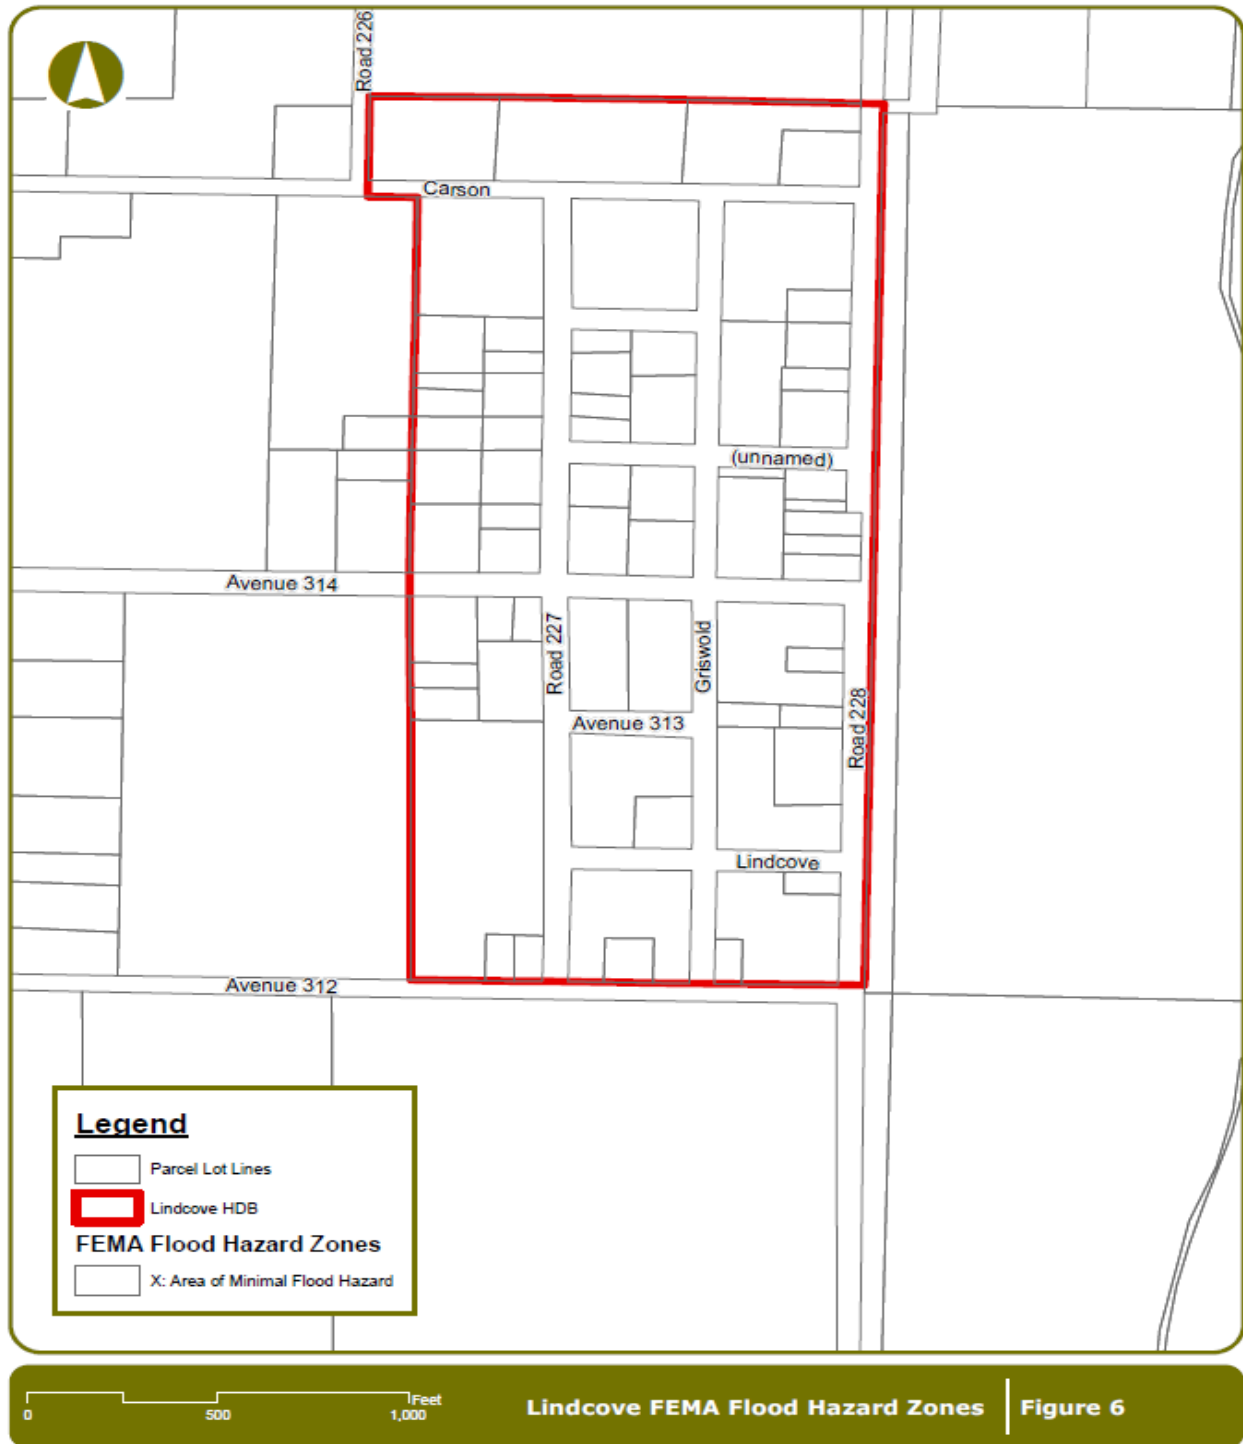 Road 226
Carson
(unnamed)
Avenue 314
Road 227
Griswold
Road 228
Avenue 313
Lindcove
Avenue 312
Legend
Parcel Lot Lines
Lindcove HDB
FEMA Flood Hazard Zones
X: Area of Minimal Flood Hazard
Feet
0 500 1,000
Lindcove FEMA Flood Hazard Zones Figure 6